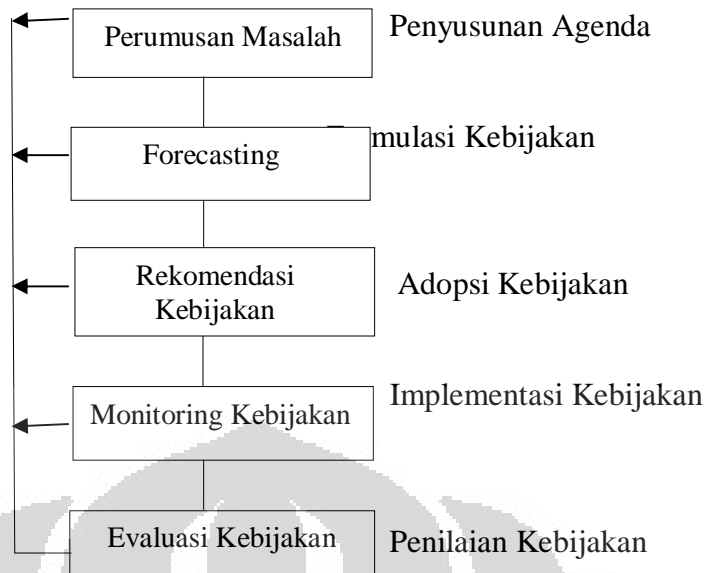 Perumusan Masalah
Penyusunan Agenda
mulasi Kebijakan
Forecasting
Rekomendasi
Kebijakan
Adopsi Kebijakan
Implementasi Kebijakan
Monitoring Kebijakan
Evaluasi Kebijakan
Penilaian Kebijakan